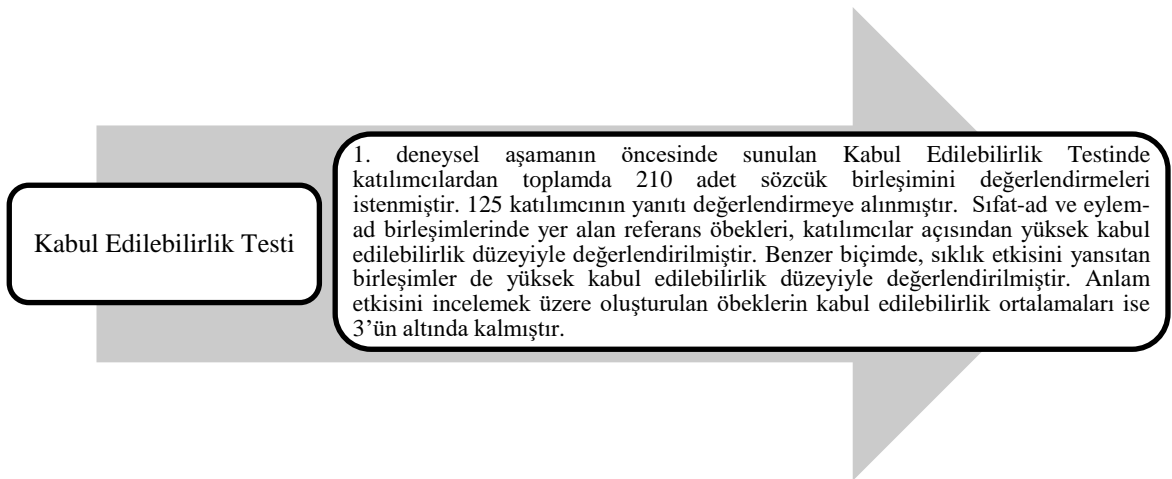 Kabul Edilebilirlik Testi
1. deneysel aşamanın öncesinde sunulan Kabul Edilebilirlik Testinde
katılımcılardan toplamda 210 adet sözcük birleşimini değerlendirmeleri
istenmiştir. 125 katılımcının yanıtı değerlendirmeye alınmıştır. Sıfat-ad ve eylem-
ad birleşimlerinde yer alan referans öbekleri, katılımcılar açısından yüksek kabul
edilebilirlik düzeyiyle değerlendirilmiştir. Benzer biçimde, sıklık etkisini yansıtan
birleşimler de yüksek kabul edilebilirlik düzeyiyle değerlendirilmiştir. Anlam
etkisini incelemek üzere oluşturulan öbeklerin kabul edilebilirlik ortalamaları ise
3’ün altında kalmıştır.